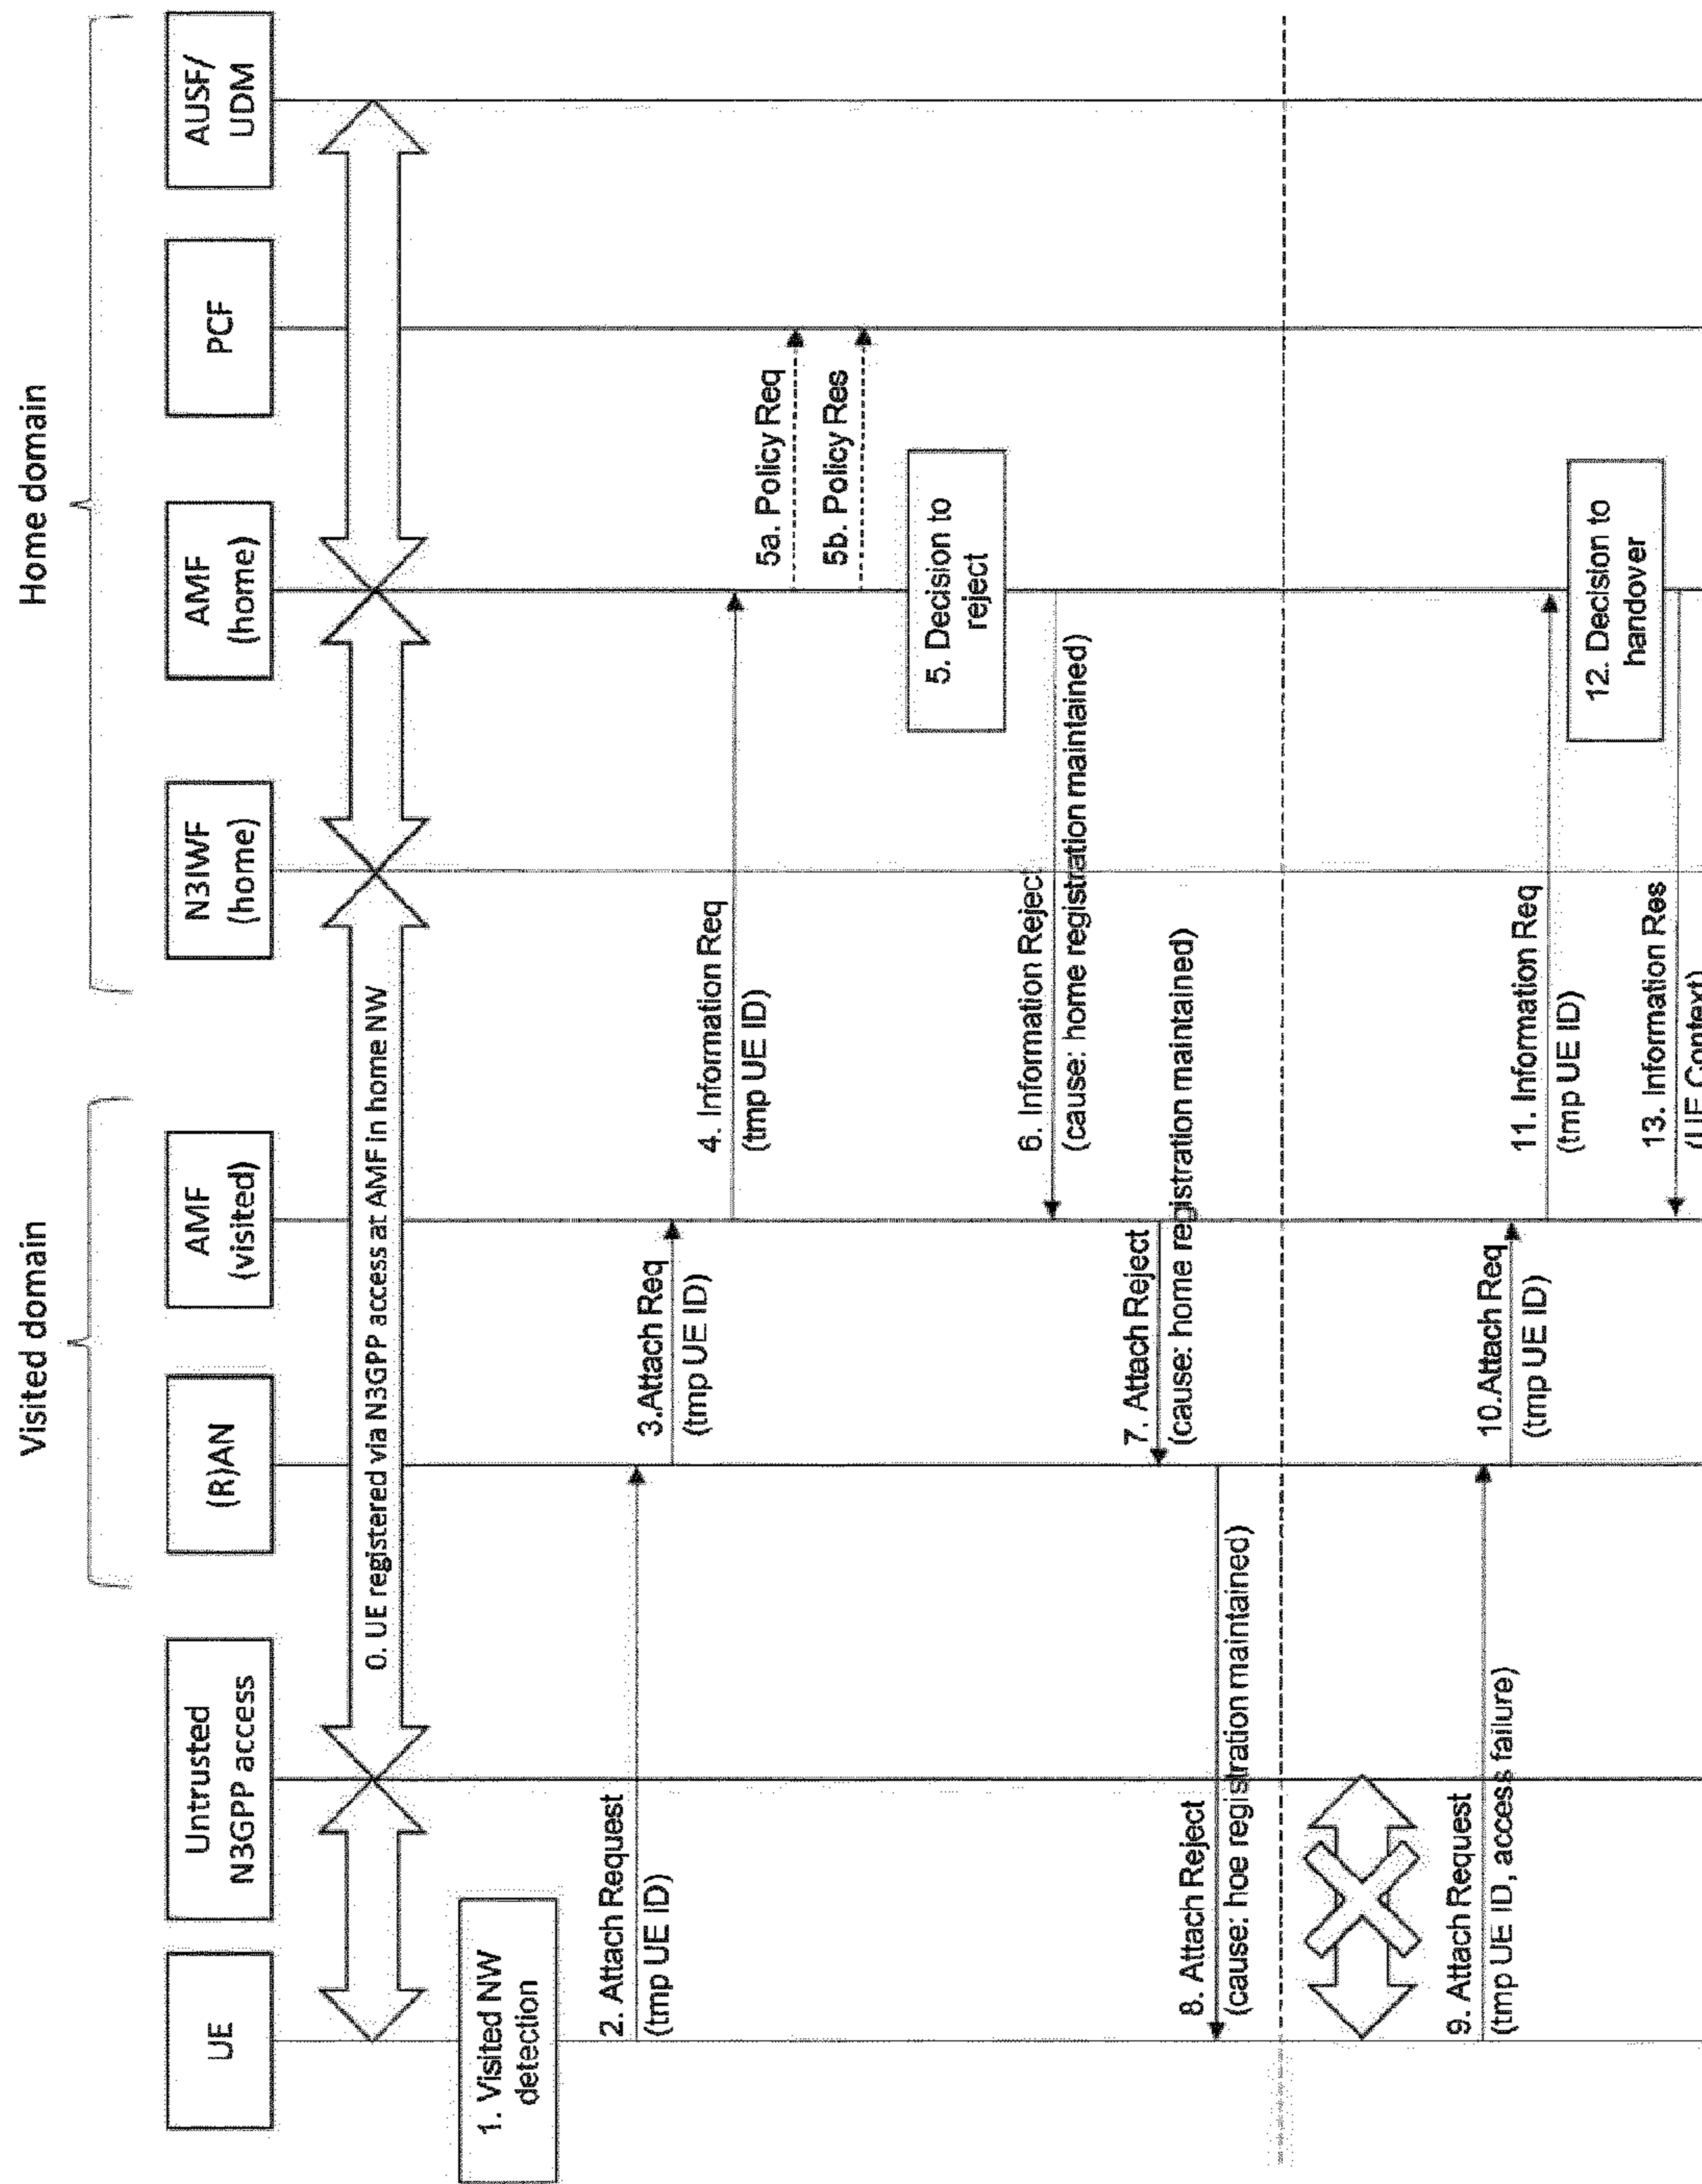 Visited domain
Home domain
UE
Untrusted
N3GPP access
(R)AN
AMF
(visited)
N3IWF
(home)
AMF
(home)
PCF
AUSF/
UDM
0. UE registered via N3GPP access at AMF in home NW
1. Visited NW
detection
2. Attach Request
(tmp UE ID)
3.Attach Req
(tmp UE ID)
4. Information Req
(tmp UE ID)
5a. Policy Req
5b. Policy Res
5. Decision to
reject
6. Information Reject
(cause: home registration maintained)
7. Attach Reject
(cause: home registration maintained)
8. Attach Reject
(cause: hoe registration maintained)
9. Attach Request
(tmp UE ID, access failure)
10.Attach Req
(tmp UE ID)
11. Information Req
(tmp UE ID)
12. Decision to
handover
13. Information Res
(UE Context)